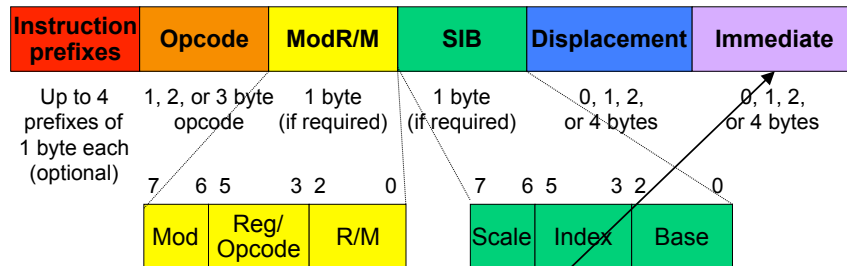 Instruction prefixes Opcode ModR/M SIB Displacement Immediate
Up to 4 prefixes of 1 byte each (optional)
1, 2, or 3 byte opcode
1 byte (if required)
1 byte (if required)
0, 1, 2, or 4 bytes
0, 1, 2, or 4 bytes
7 6 5 3 2 0
7 6 5 3 2 0
Mod Reg/Opcode R/M
Scale Index Base